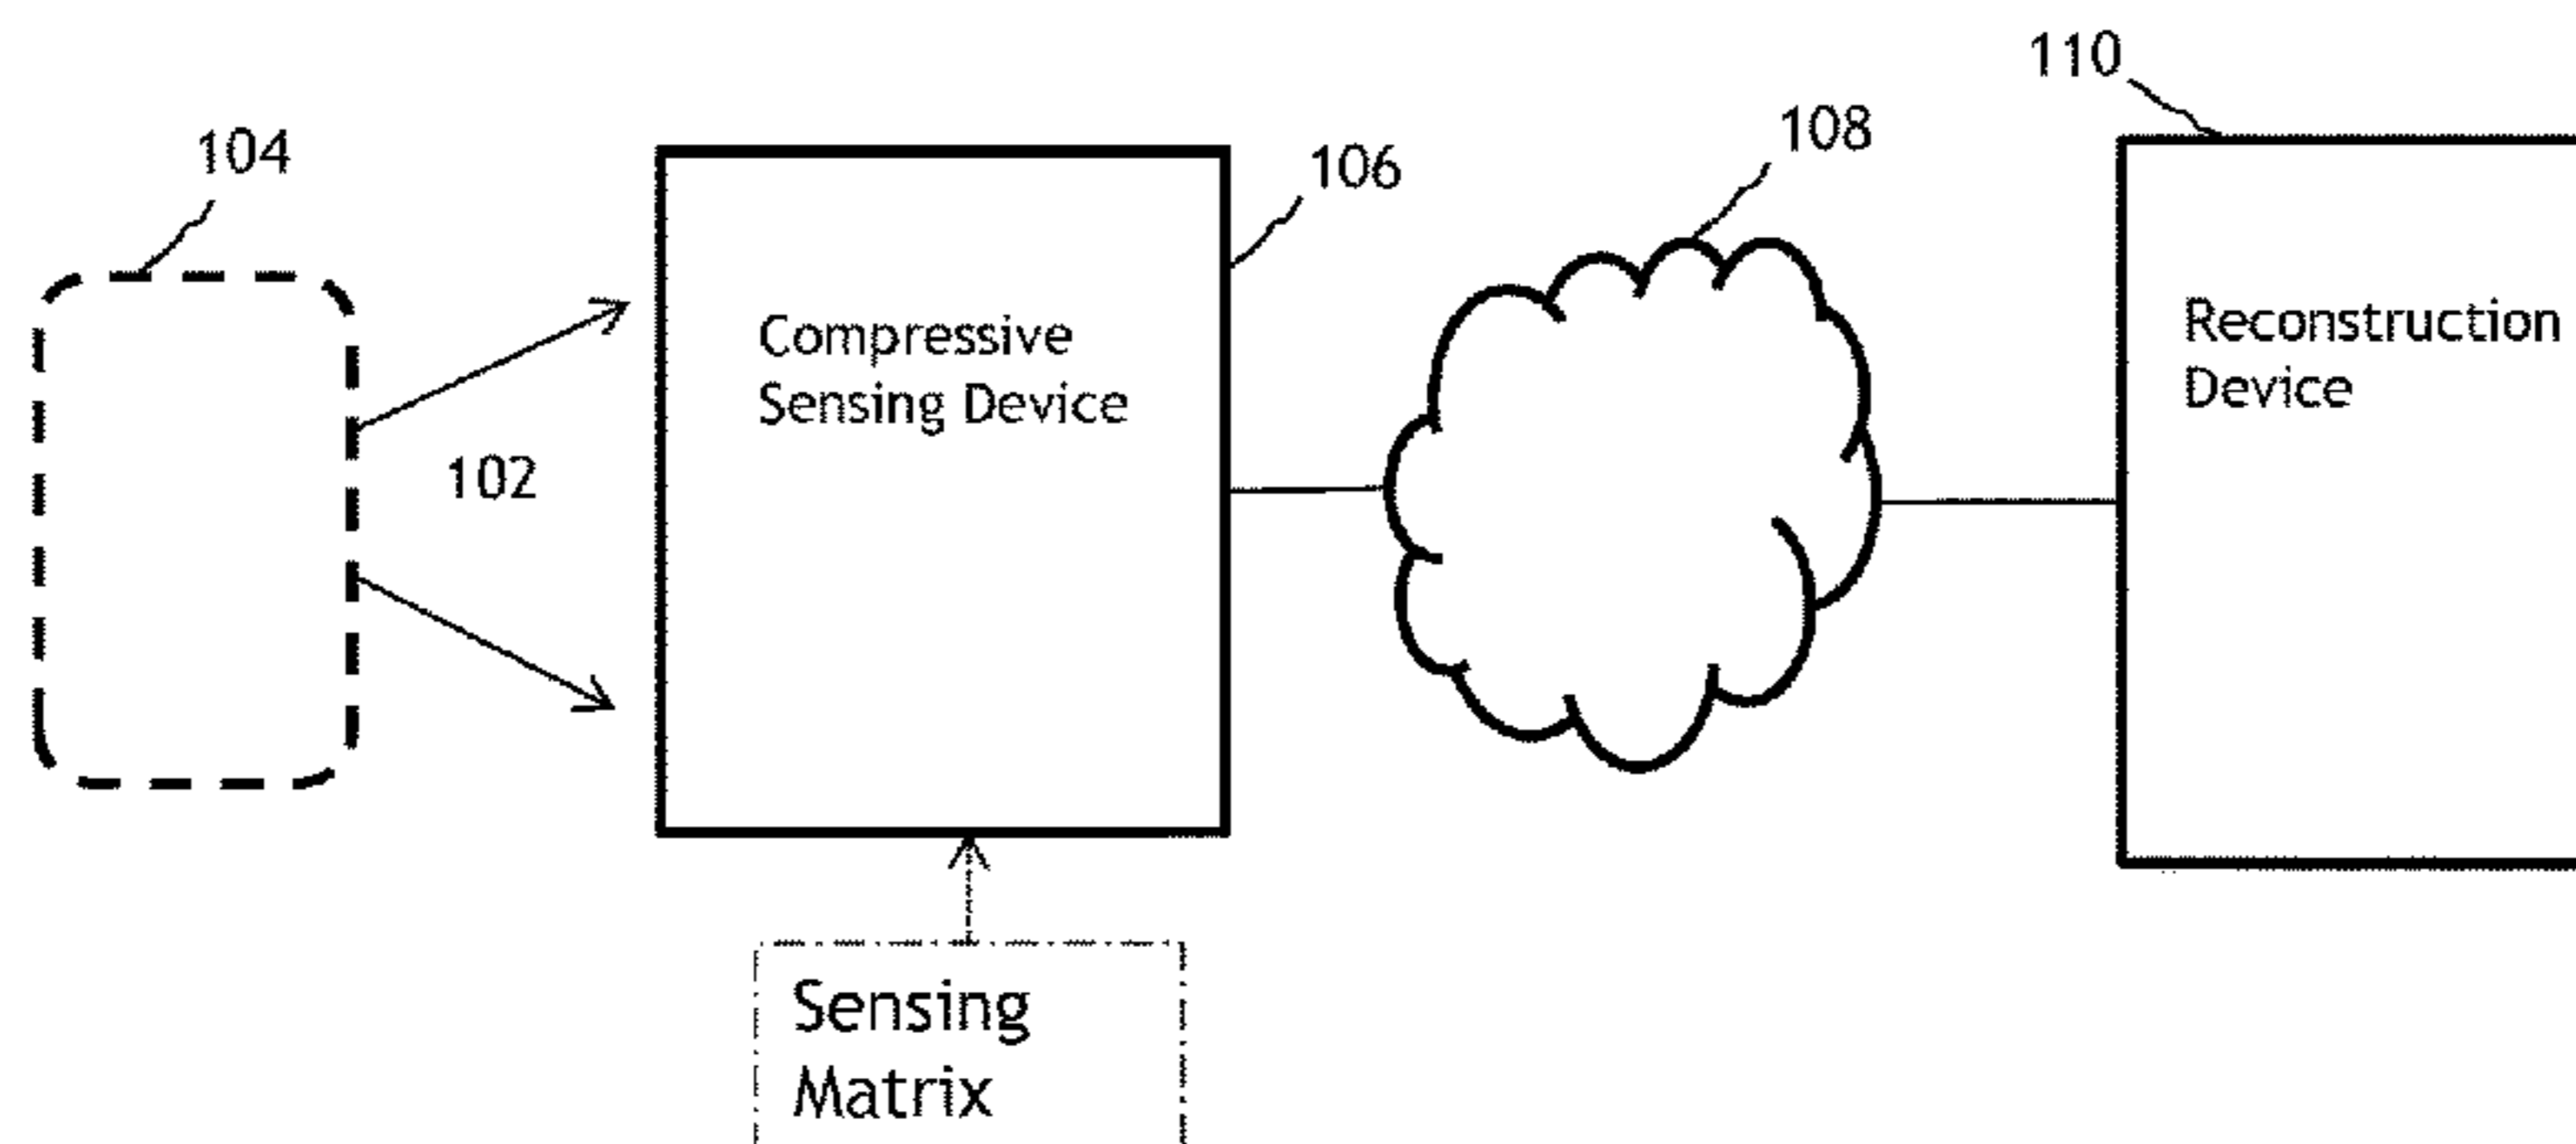 110
108
104
106
Compressive
Sensing Device
Reconstruction
Device
102
Sensing
Matrix